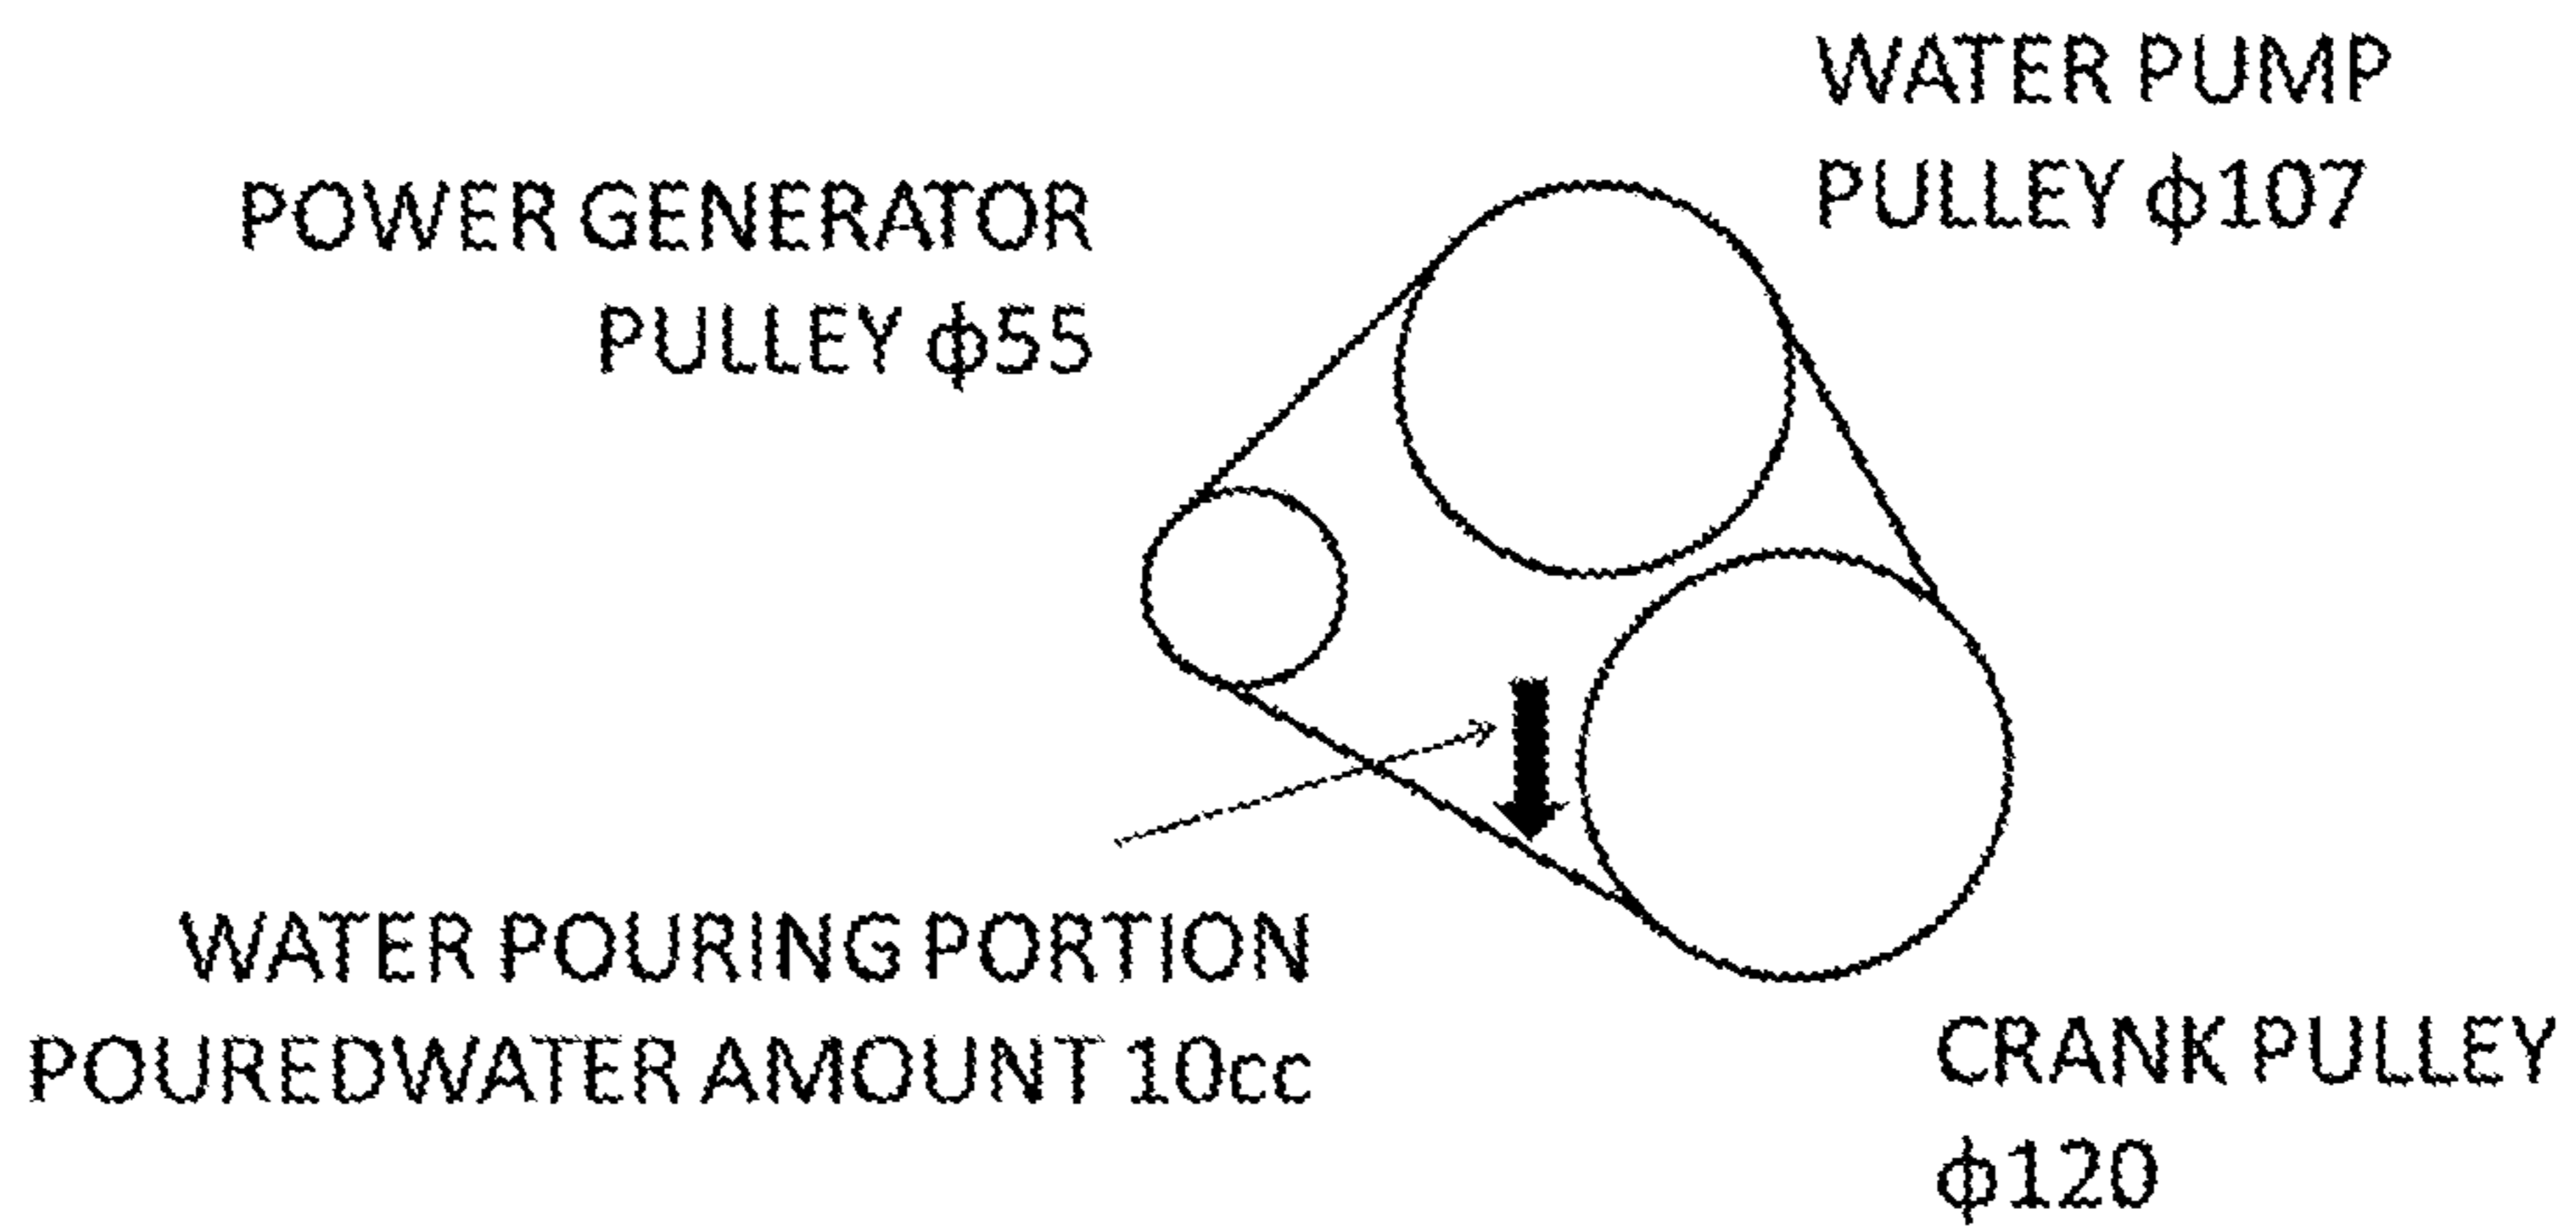 WATER PUMP
PULLEY ϕ107
POWER GENERATOR
PULLEY ϕ55
WATER POURING PORTION
POUREDWATER AMOUNT 10cc
CRANK PULLEY
ϕ120